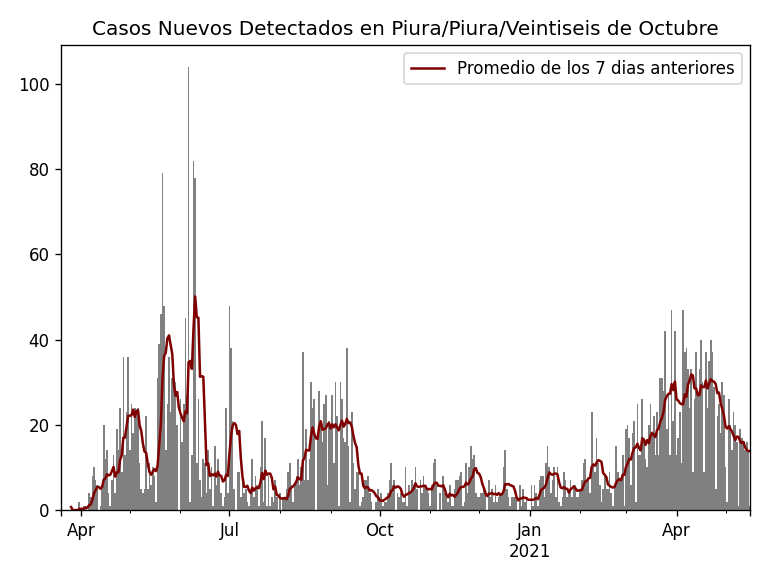 Casos Nuevos Detectados en Piura/Piura/Veintiseis de Octubre
Promedio de los 7 dias anteriores
100
80
60
40
20
0
Apr Jul Oct Jan Apr
2021